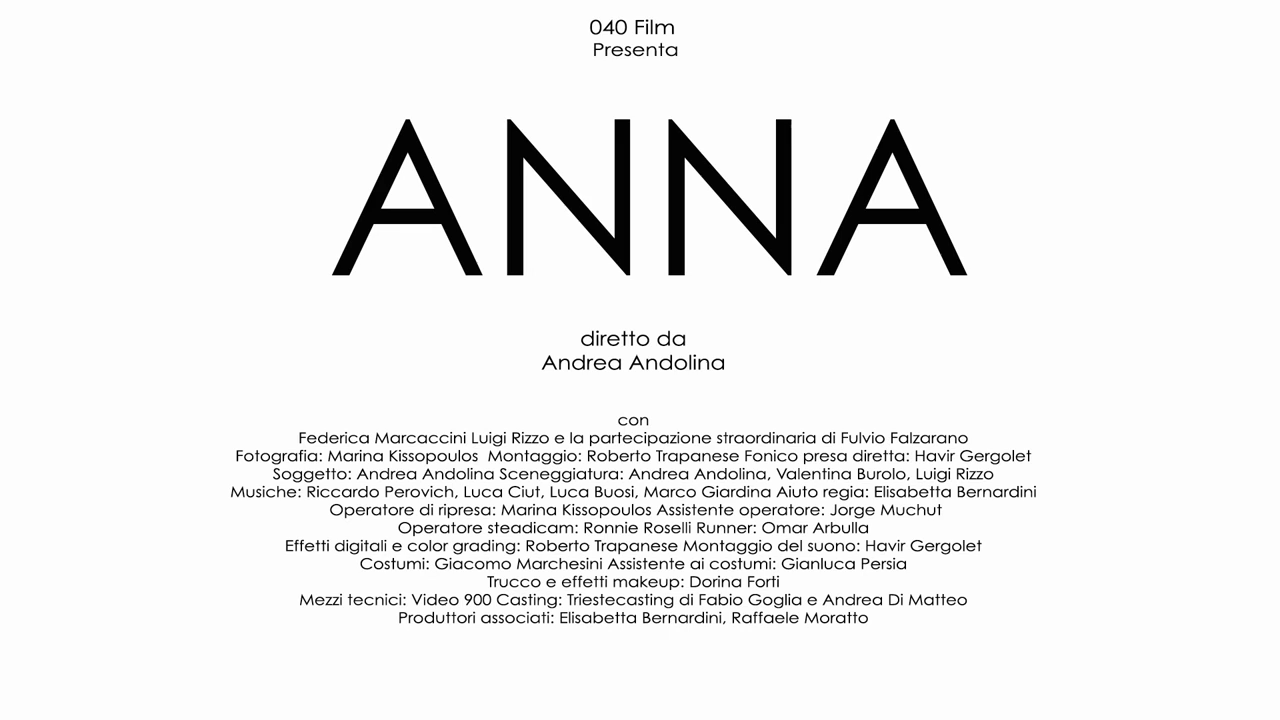 040 Film
Presenta
ANNA
diretto da
Andrea Andolina
con
Federica Marcaccini Luigi Rizzo e la partecipazione straordinaria di Fulvio Falzarano
Fotografia: Marina Kissopoulos  Montaggio: Roberto Trapanese Fonico presa diretta: Havir Gergolet
Soggetto: Andrea Andolina Sceneggiatura: Andrea Andolina, Valentina Burolo, Luigi Rizzo
Musiche: Riccardo Perovich, Luca Ciut, Luca Buosi, Marco Giardina Aiuto regia: Elisabetta Bernardini
Operatore di ripresa: Marina Kissopoulos Assistente operatore: Jorge Muchut
Operatore steadicam: Ronnie Roselli Runner: Omar Arbulla
Effetti digitali e color grading: Roberto Trapanese Montaggio del suono: Havir Gergolet
Costumi: Giacomo Marchesini Assistente ai costumi: Gianluca Persia
Trucco e effetti makeup: Dorina Forti
Mezzi tecnici: Video 900 Casting: Triestecasting di Fabio Goglia e Andrea Di Matteo
Produttori associati: Elisabetta Bernardini, Raffaele Moratto